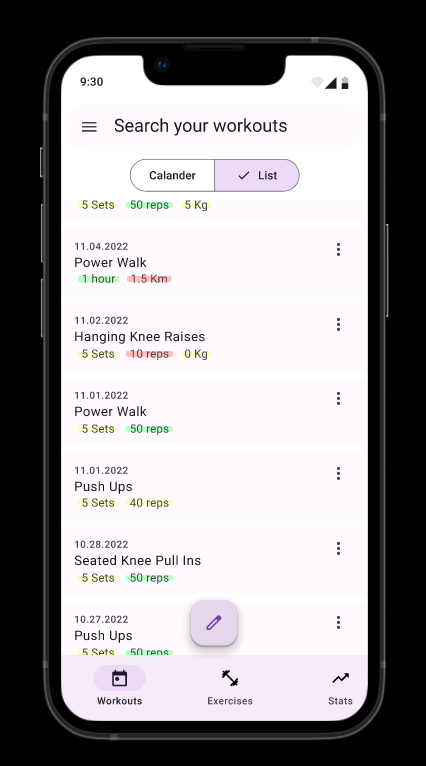 9:30
Search your workouts
Calander List
5 Sets 50 reps 5 Kg
11.04.2022
Power Walk
1 hour 1.5 Km
11.02.2022
Hanging Knee Raises
5 Sets 10 reps 0 Kg
11.01.2022
Power Walk
5 Sets 50 reps
11.01.2022
Push Ups
5 Sets 40 reps
10.28.2022
Seated Knee Pull Ins
5 Sets 50 reps
10.27.2022
Push Ups
5 Sets 50 reps
Workouts Exercises Stats